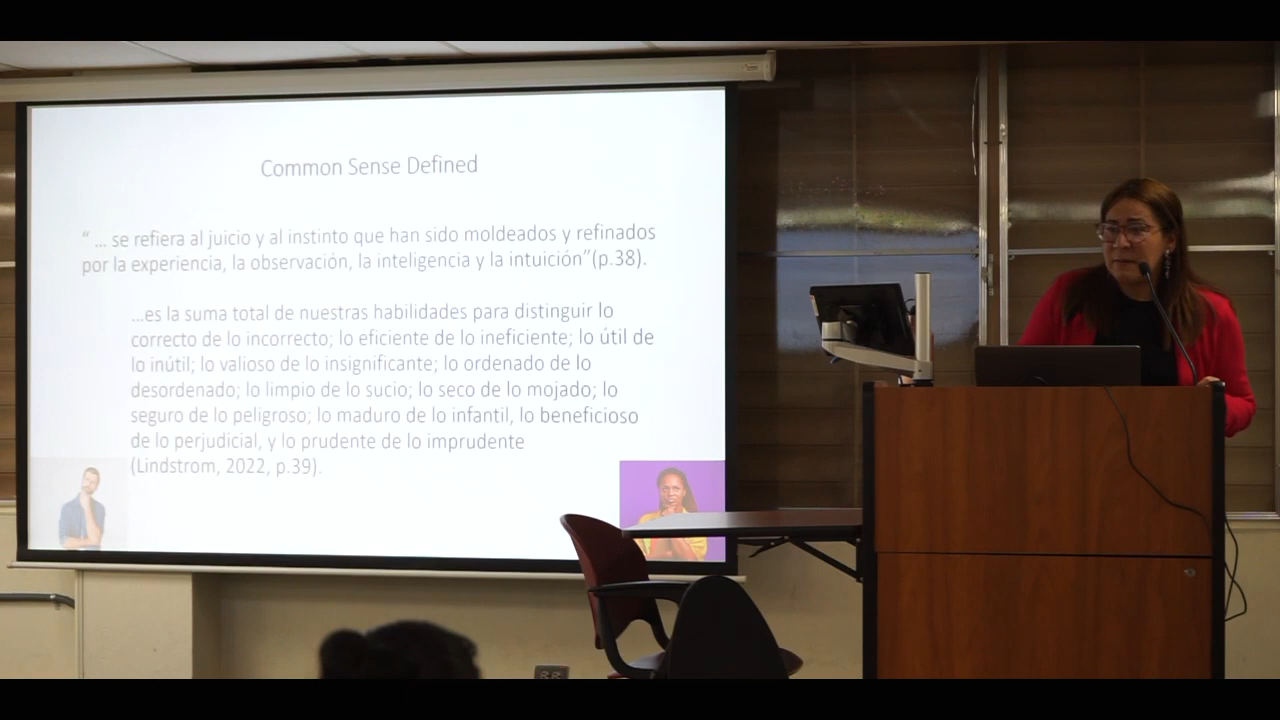 Common Sense Defined
“ ... se refiera al juicio y al instinto que han sido moldeados y refinados
por la experiencia, la observación, la inteligencia y la intuición”(p.38).
...es la suma total de nuestras habilidades para distinguir lo
correcto de lo incorrecto; lo eficiente de lo ineficiente; lo útil de
lo inútil; lo valioso de lo insignificante; lo ordenado de lo
desordenado; lo limpio de lo sucio; lo seco de lo mojado; lo
seguro de lo peligroso; lo maduro de lo infantil, lo beneficioso
de lo perjudicial, y lo prudente de lo imprudente
(Lindstrom, 2022, p.39).